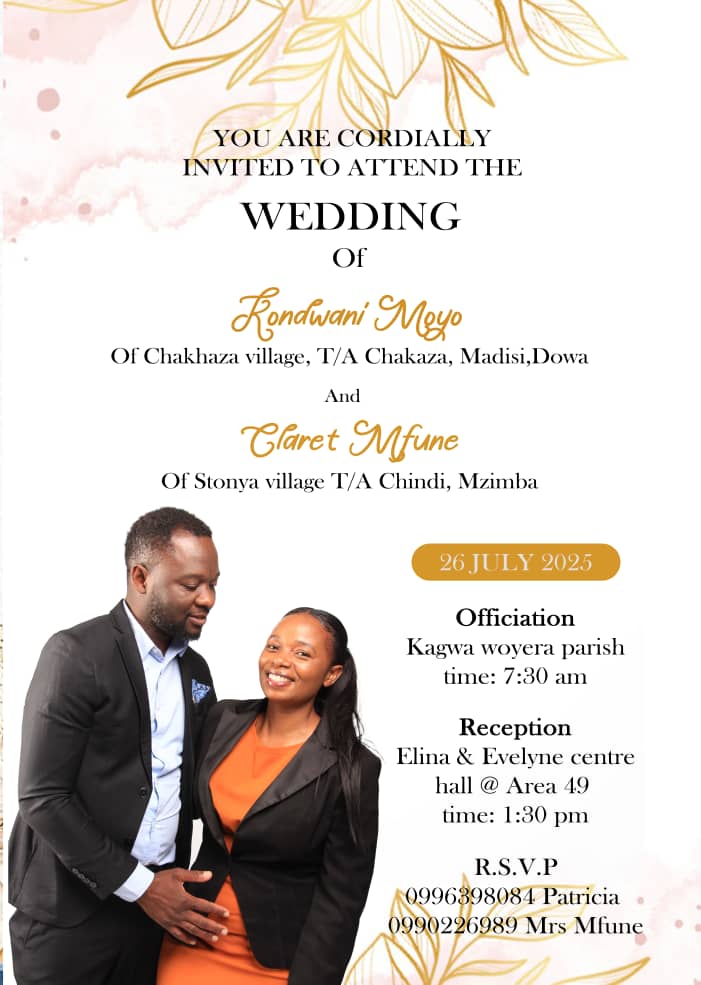 YOU ARE CORDIALLY
INVITED TO ATTEND THE
WEDDING
Of
Kondwani Moyo
Of Chakhaza village, T/A Chakaza, Madisi,Dowa
And
Claret Mfune
Of Stonya village T/A Chindi, Mzimba
26 JULY 2025
Officiation
Kagwa woyera parish
time: 7:30 am
Reception
Elina & Evelyne centre
hall @ Area 49
time: 1:30 pm
R.S.V.P
0996398084 Patricia
0990226989 Mrs Mfune